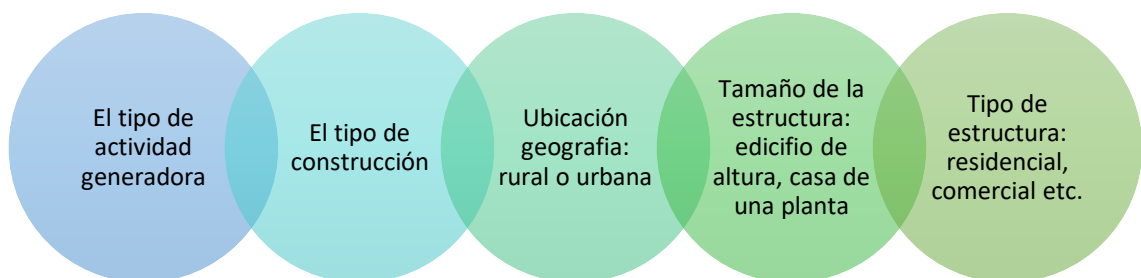 El tipo de
actividad
generadora
El tipo de
construcción
Ubicación
geografia:
rural o urbana
Tamaño de la
estructura:
edicifio de
altura, casa de
una planta
Tipo de
estructura:
residencial,
comercial etc.